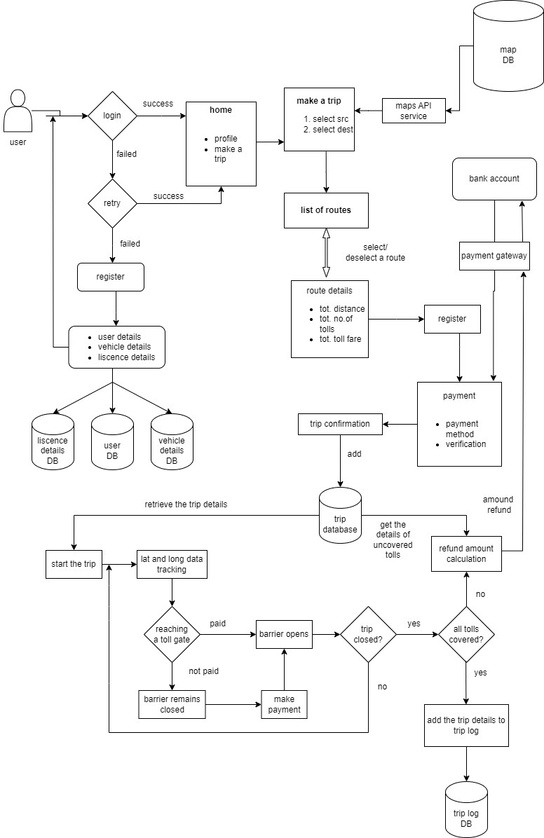 map
DB
user
login
success
home
• profile
• make a
trip
make a trip
1. select src
2. select dest
maps API
service
failed
retry
success
failed
register
• user details
• vehicle details
• liscence details
liscence
details
DB
user
DB
vehicle
details
DB
list of routes
select/
deselect a route
route details
• tot. distance
• tot. no.of
tolls
• tot. toll fare
register
bank account
payment gateway
payment
• payment
method
• verification
trip confirmation
add
trip
database
retrieve the trip details
get the
details of
uncovered
tolls
amound
refund
refund amount
calculation
start the trip
lat and long data
tracking
reaching
a toll gate
paid
not paid
barrier opens
barrier remains
closed
make
payment
trip
closed?
yes
no
all tolls
covered?
no
yes
add the trip details to
trip log
trip log
DB